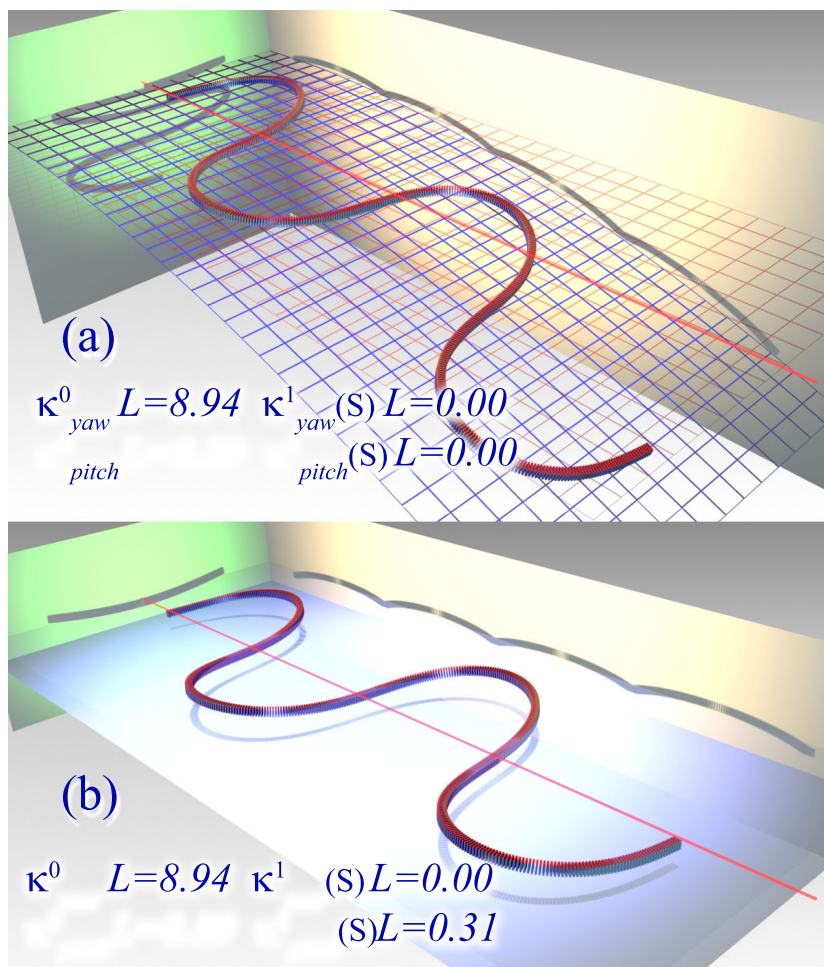 (a)
κ⁰yaw L=8.94 κ¹yaw(S) L=0.00
pitch pitch(S) L=0.00
(b)
κ⁰ L=8.94 κ¹ (S) L=0.00
(S)L=0.31